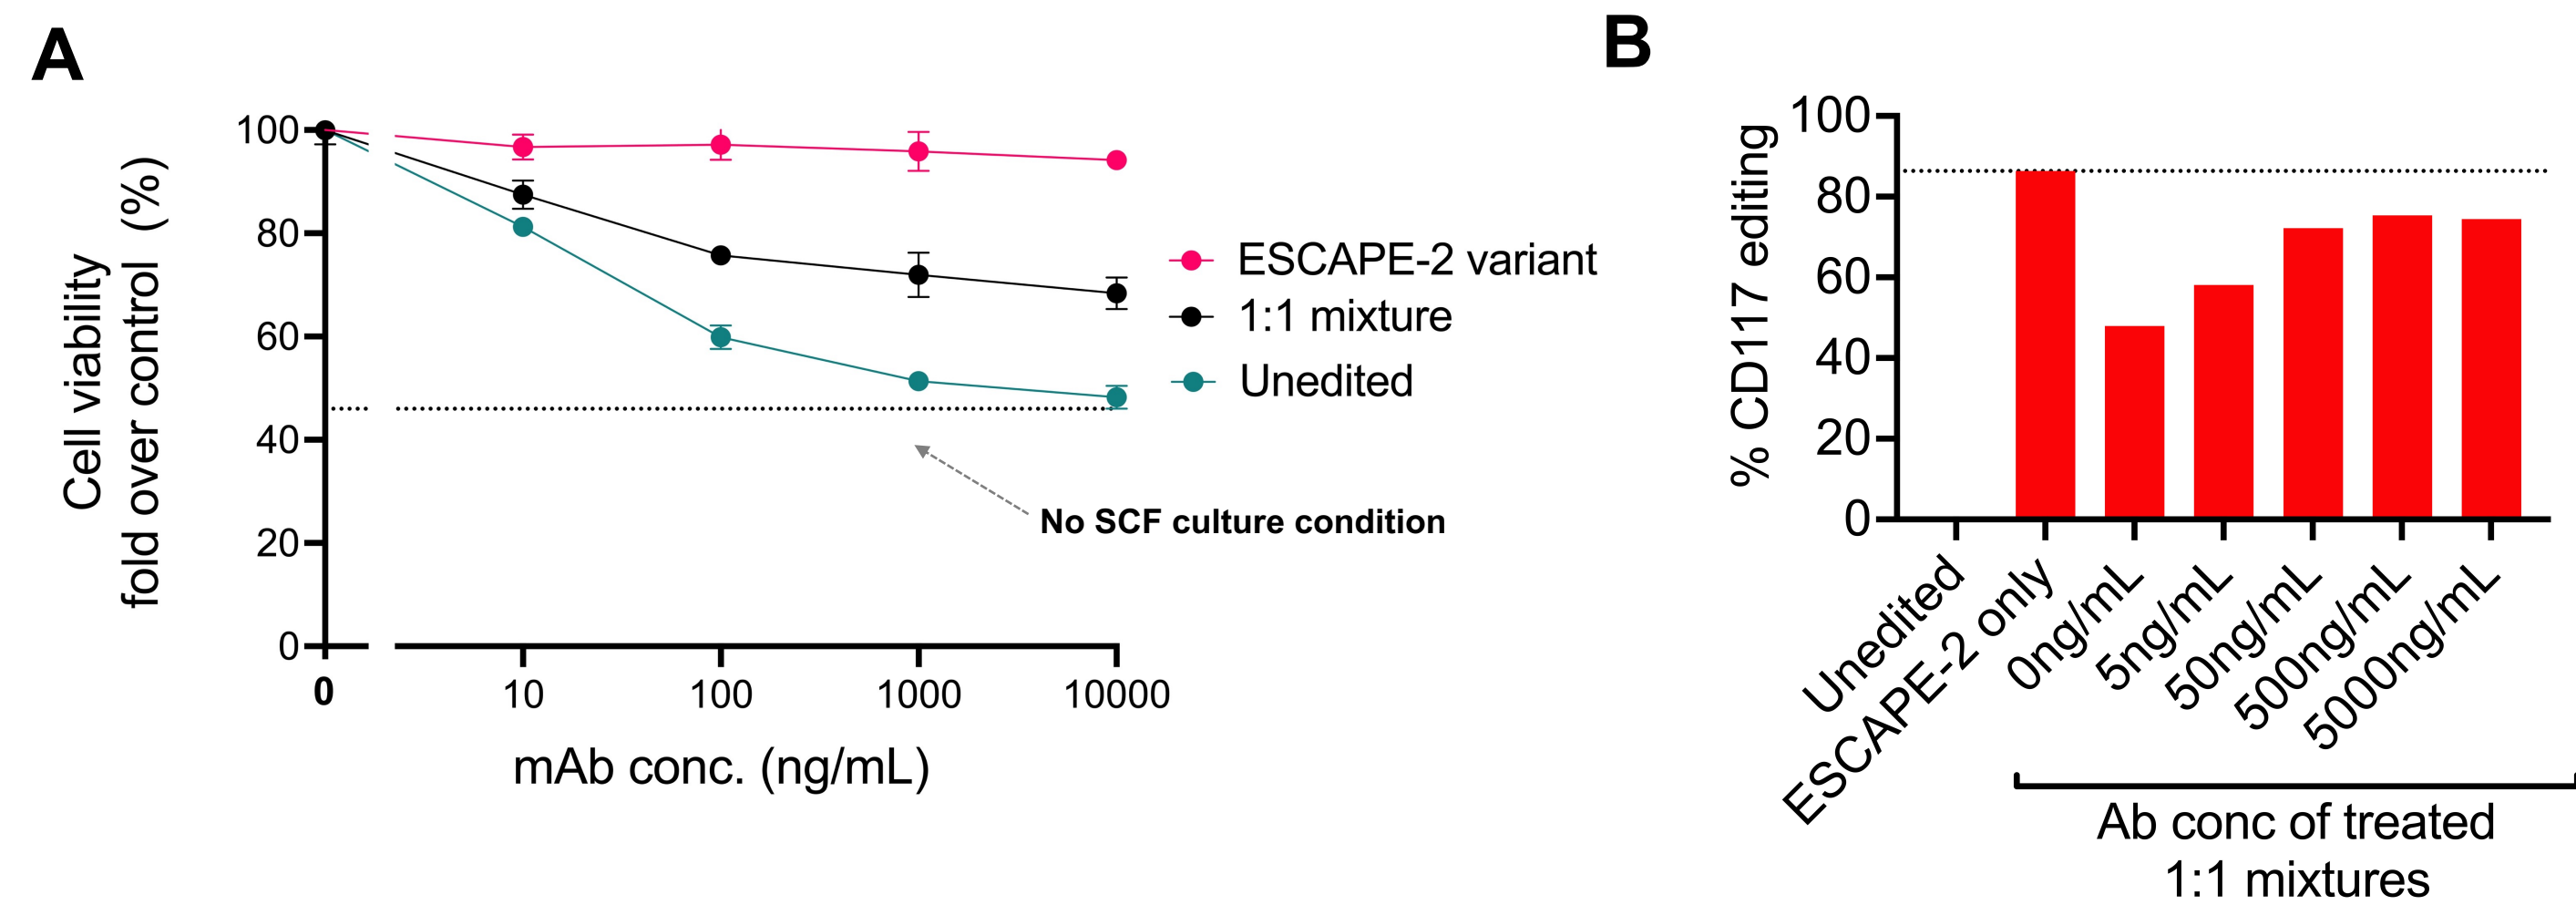 A
Cell viability
fold over control (%)
100
80
60
40
20
0
0
10
100
1000
10000
mAb conc. (ng/mL)
ESCAPE-2 variant
1:1 mixture
Unedited
No SCF culture condition
B
% CD117 editing
100
80
60
40
20
0
Unedited
ESCAPE-2 only
0ng/mL
5ng/mL
50ng/mL
500ng/mL
5000ng/mL
Ab conc of treated
1:1 mixtures